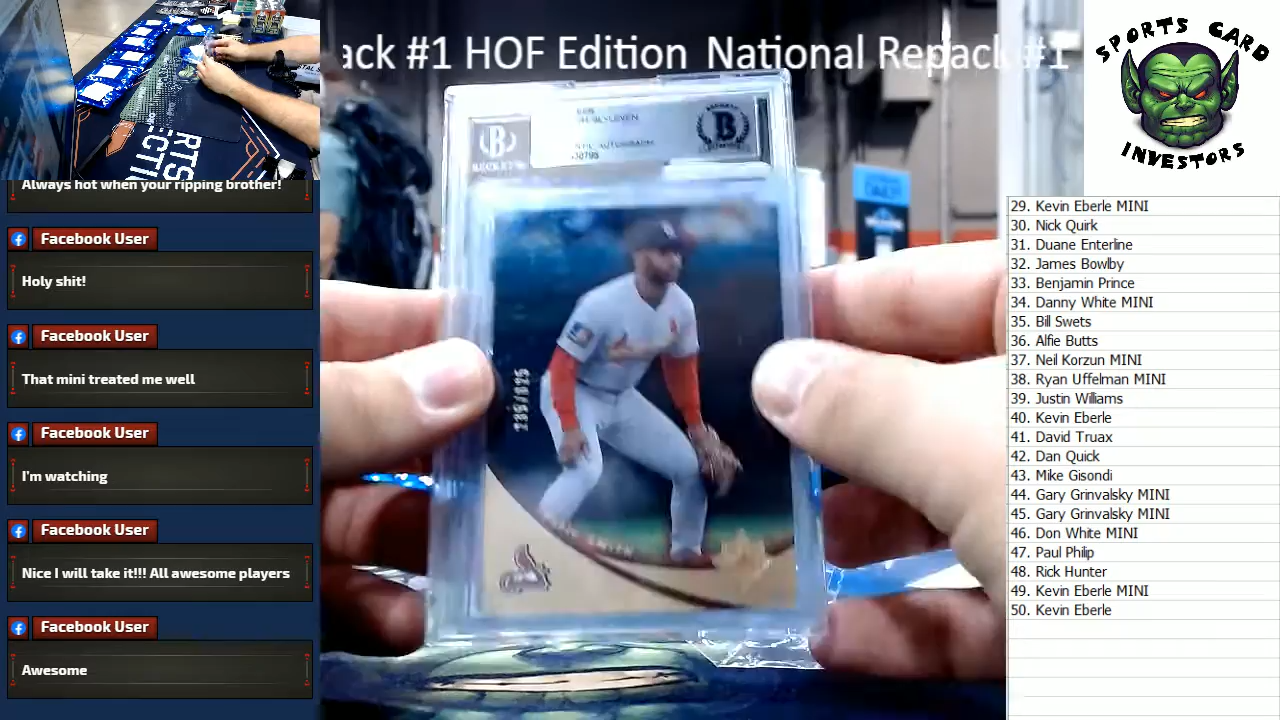 ack #1 HOF Edition National Repack #1
SPORTS CARD
INVESTORS
Always hot when your ripping brother!
Facebook User
Holy shit!
Facebook User
That mini treated me well
Facebook User
I'm watching
Facebook User
Nice I will take it!!! All awesome players
Facebook User
Awesome
BECKETT
B
29. Kevin Eberle MINI
30. Nick Quirk
31. Duane Enterline
32. James Bowlby
33. Benjamin Prince
34. Danny White MINI
35. Bill Swets
36. Alfie Butts
37. Neil Korzun MINI
38. Ryan Uffelman MINI
39. Justin Williams
40. Kevin Eberle
41. David Truax
42. Dan Quick
43. Mike Gisondi
44. Gary Grinvalsky MINI
45. Gary Grinvalsky MINI
46. Don White MINI
47. Paul Philp
48. Rick Hunter
49. Kevin Eberle MINI
50. Kevin Eberle